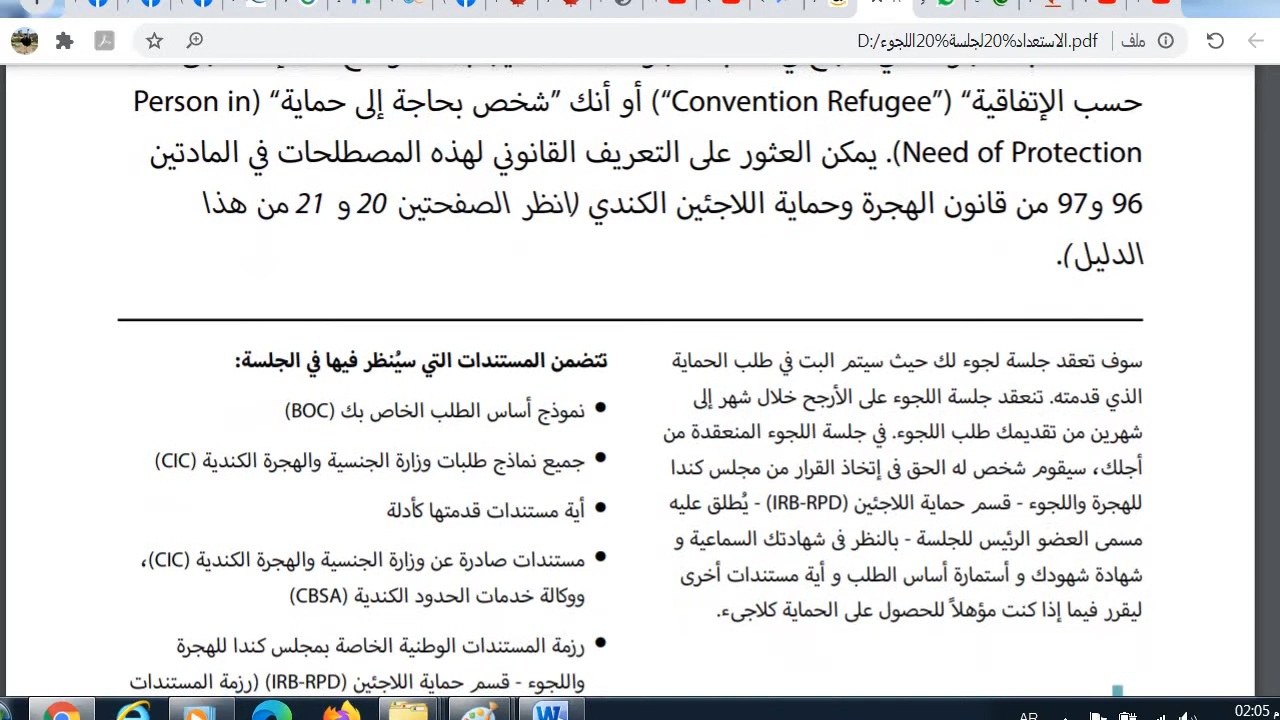 D:/الاستعداد%20لجلسة%20اللجوء.pdf
ملف
حسب الإتفاقية“ (“Convention Refugee”) أو أنك ”شخص بحاجة إلى حماية“ (Person in
Need of Protection). يمكن العثور على التعريف القانوني لهذه المصطلحات في المادتين
96 و97 من قانون الهجرة وحماية اللاجئين الكندي (انظر الصفحتين 20 و 21 من هذا
الدليل).
سوف تعقد جلسة لجوء لك حيث سيتم البت في طلب الحماية
الذي قدمته. تنعقد جلسة اللجوء على الأرجح خلال شهر إلى
شهرين من تقديمك طلب اللجوء. في جلسة اللجوء المنعقدة من
أجلك، سيقوم شخص له الحق فى إتخاذ القرار من مجلس كندا
للهجرة واللجوء - قسم حماية اللاجئين (IRB-RPD) - يُطلق عليه
مسمى العضو الرئيس للجلسة - بالنظر فى شهادتك السماعية و
شهادة شهودك و أستمارة أساس الطلب و أية مستندات أخرى
ليقرر فيما إذا كنت مؤهلاً للحصول على الحماية كلاجىء.
تتضمن المستندات التي سيُنظر فيها في الجلسة:
• نموذج أساس الطلب الخاص بك (BOC)
• جميع نماذج طلبات وزارة الجنسية والهجرة الكندية (CIC)
• أية مستندات قدمتها كأدلة
• مستندات صادرة عن وزارة الجنسية والهجرة الكندية (CIC)،
ووكالة خدمات الحدود الكندية (CBSA)
• رزمة المستندات الوطنية الخاصة بمجلس كندا للهجرة
واللجوء - قسم حماية اللاجئين (IRB-RPD) (رزمة المستندات
AR
02:05